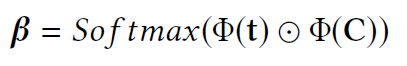 β = Softmax(Φ(t) ⊙ Φ(C))